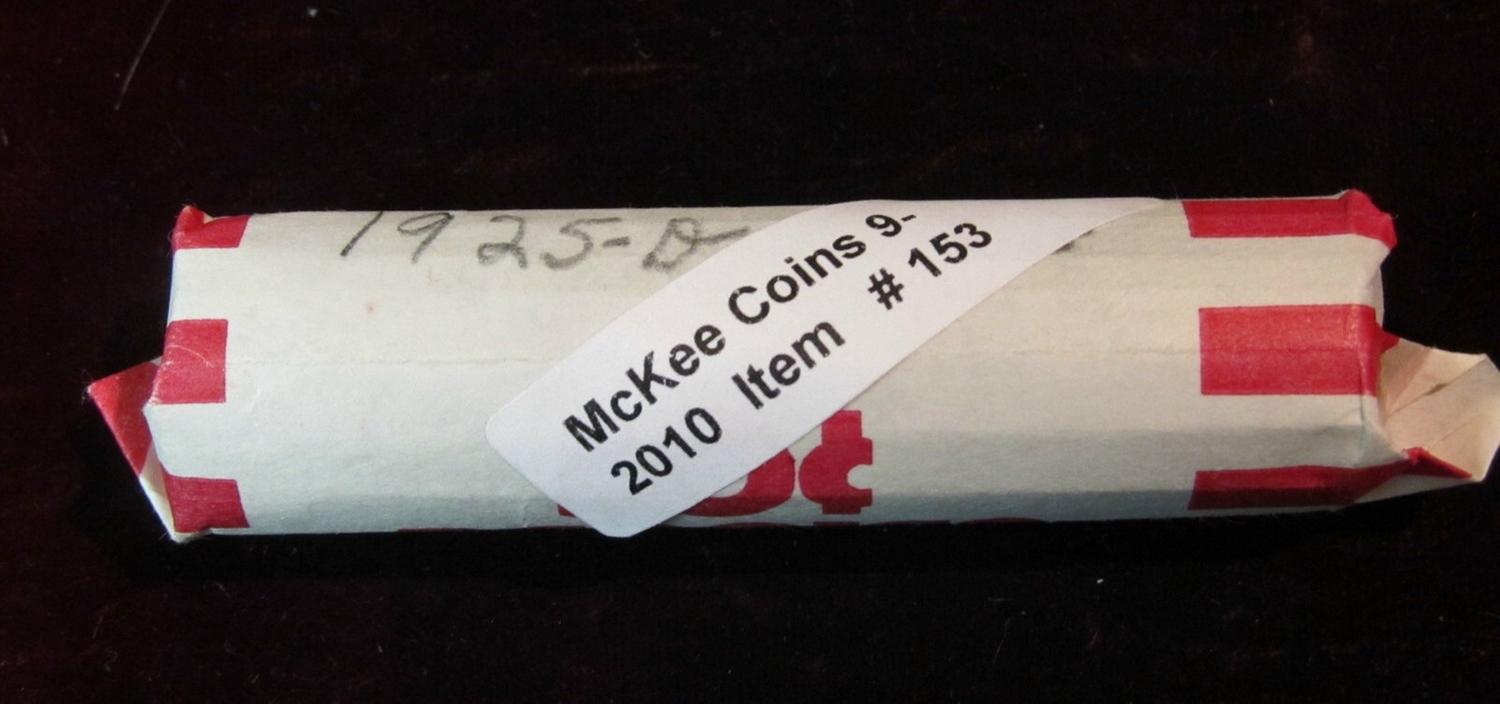 1925-D
McKee Coins 9-
2010 Item # 153
¢